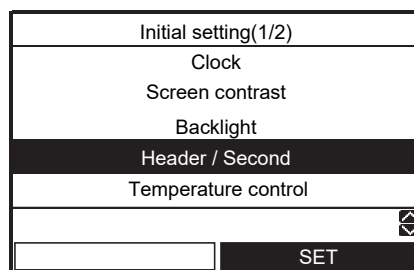 Initial setting(1/2)
Clock
Screen contrast
Backlight
Header / Second
Temperature control
SET